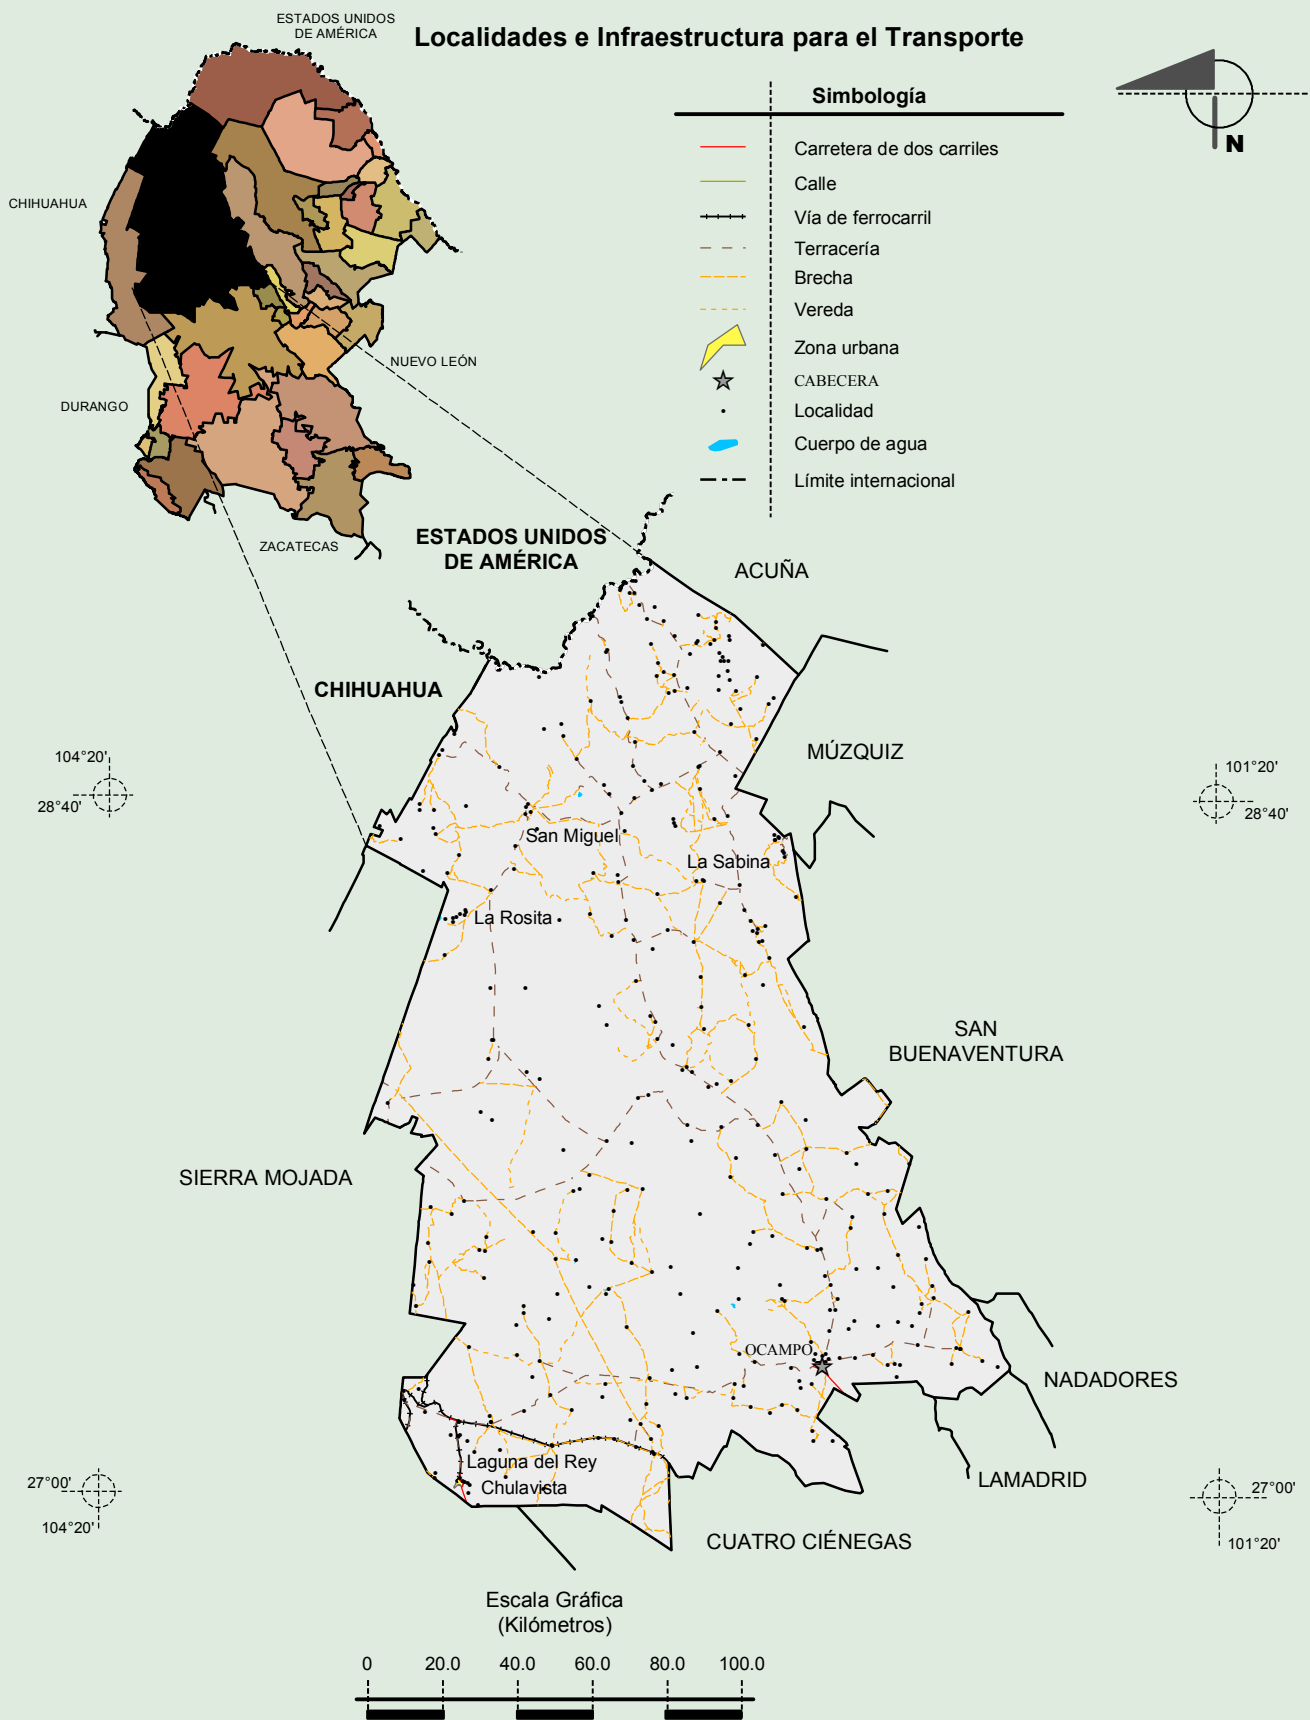 ESTADOS UNIDOS
DE AMÉRICA
Localidades e Infraestructura para el Transporte
Simbología
N
Carretera de dos carriles
Calle
Vía de ferrocarril
Terracería
Brecha
Vereda
Zona urbana
CABECERA
Localidad
Cuerpo de agua
Límite internacional
CHIHUAHUA
NUEVO LEÓN
DURANGO
ZACATECAS
ESTADOS UNIDOS
DE AMÉRICA
ACUÑA
CHIHUAHUA
MÚZQUIZ
104°20'
28°40'
101°20'
28°40'
San Miguel
La Sabina
La Rosita
SAN
BUENAVENTURA
SIERRA MOJADA
OCAMPO
NADADORES
LAMADRID
Laguna del Rey
Chulavista
27°00'
104°20'
27°00'
101°20'
CUATRO CIÉNEGAS
Escala Gráfica
(Kilómetros)
0 20.0 40.0 60.0 80.0 100.0